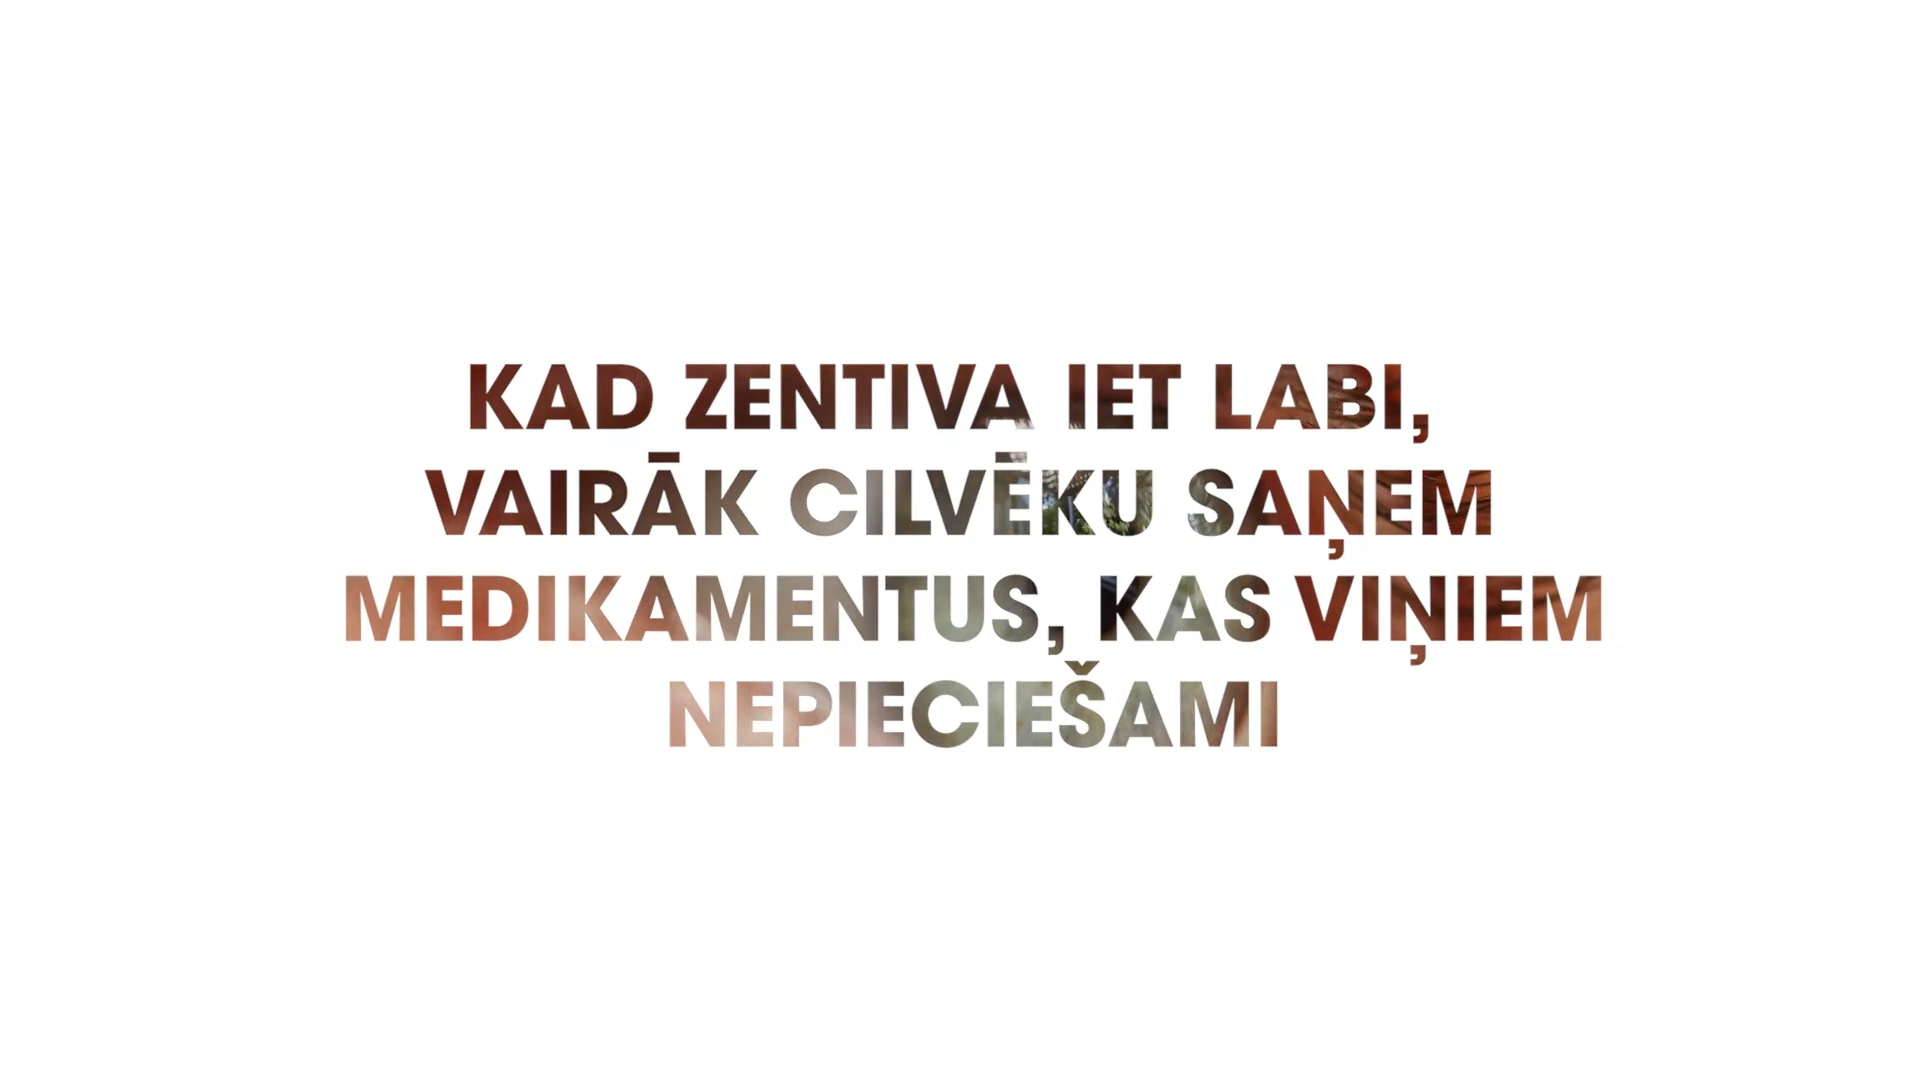 KAD ZENTIVA IET LABI,
VAIRĀK CILVĒKU SAŅEM
MEDIKAMENTUS, KAS VIŅIEM
NEPIECIEŠAMI